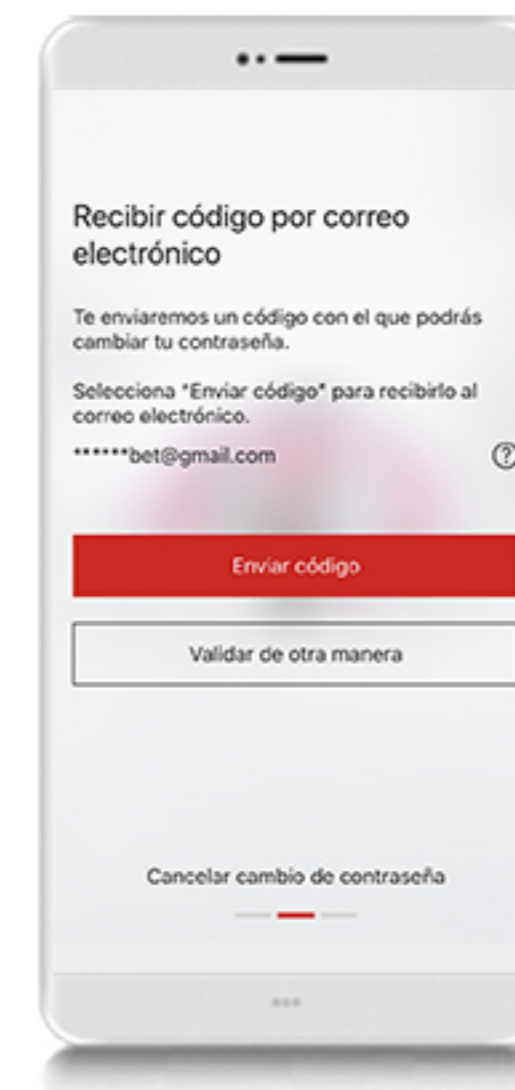 Recibir código por correo
electrónico
Te enviaremos un código con el que podrás
cambiar tu contraseña.
Selecciona "Enviar código" para recibirlo al
correo electrónico.
******bet@gmail.com
?
Enviar código
Validar de otra manera
Cancelar cambio de contraseña